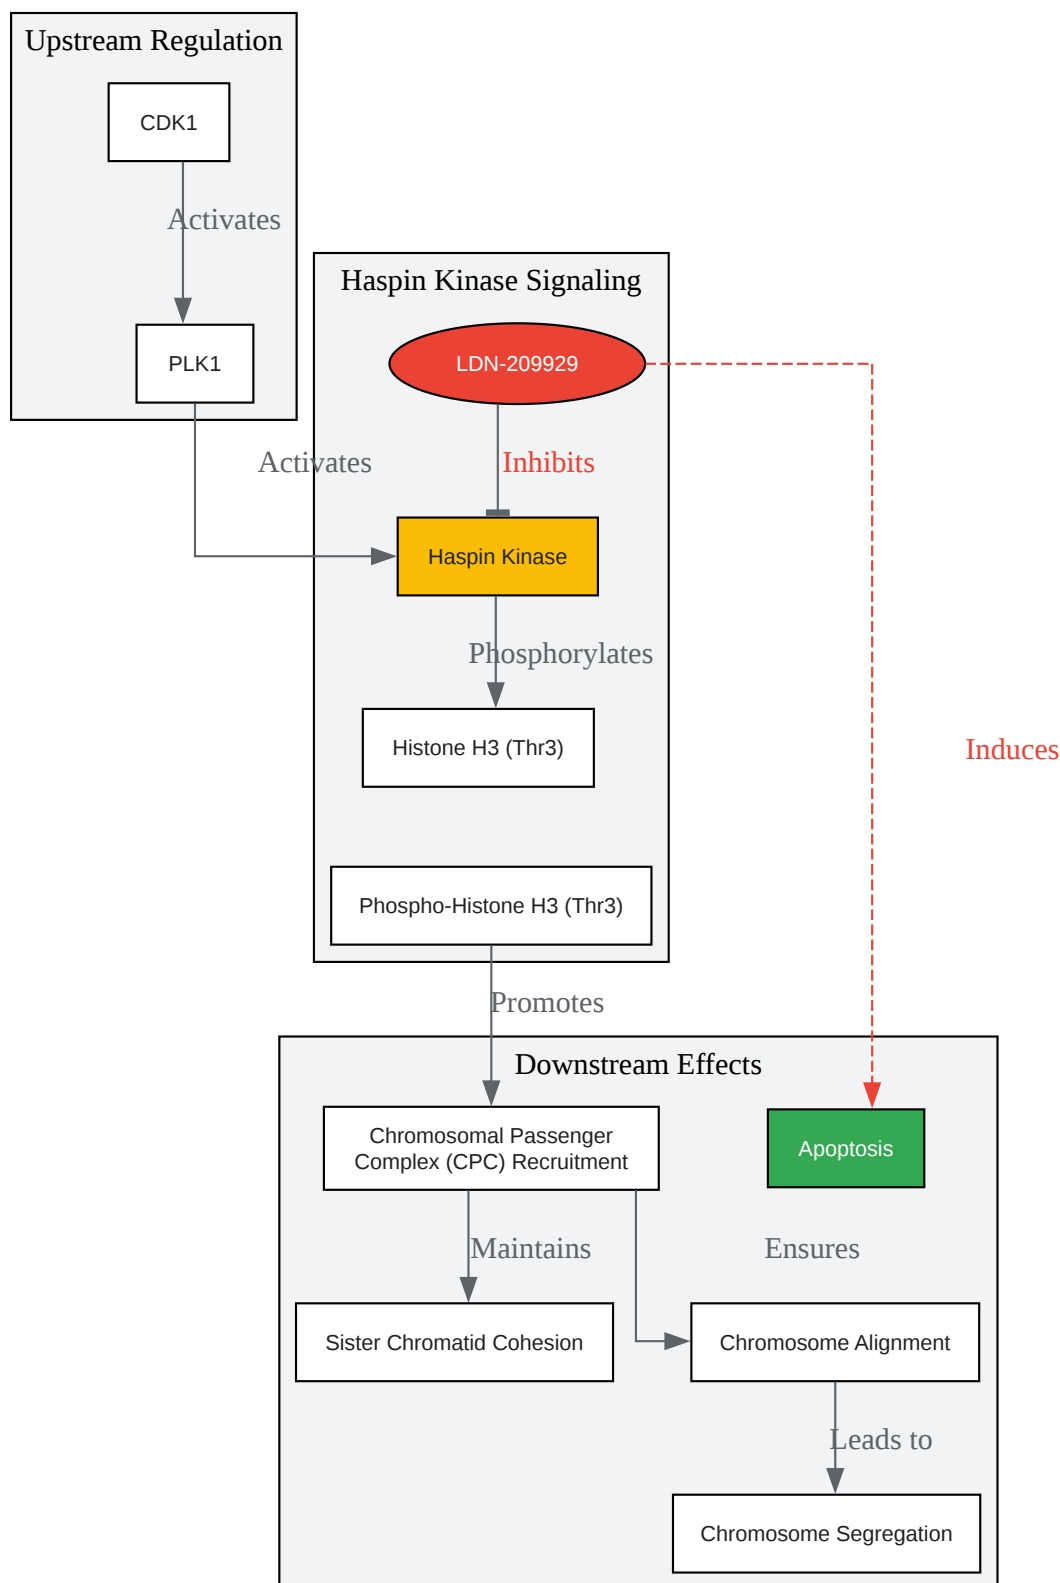 Upstream Regulation
CDK1
Activates
PLK1
Haspin Kinase Signaling
LDN-209929
Activates
Inhibits
Haspin Kinase
Phosphorylates
Histone H3 (Thr3)
Induces
Phospho-Histone H3 (Thr3)
Promotes
Downstream Effects
Chromosomal Passenger
Complex (CPC) Recruitment
Apoptosis
Maintains
Ensures
Sister Chromatid Cohesion
Chromosome Alignment
Leads to
Chromosome Segregation